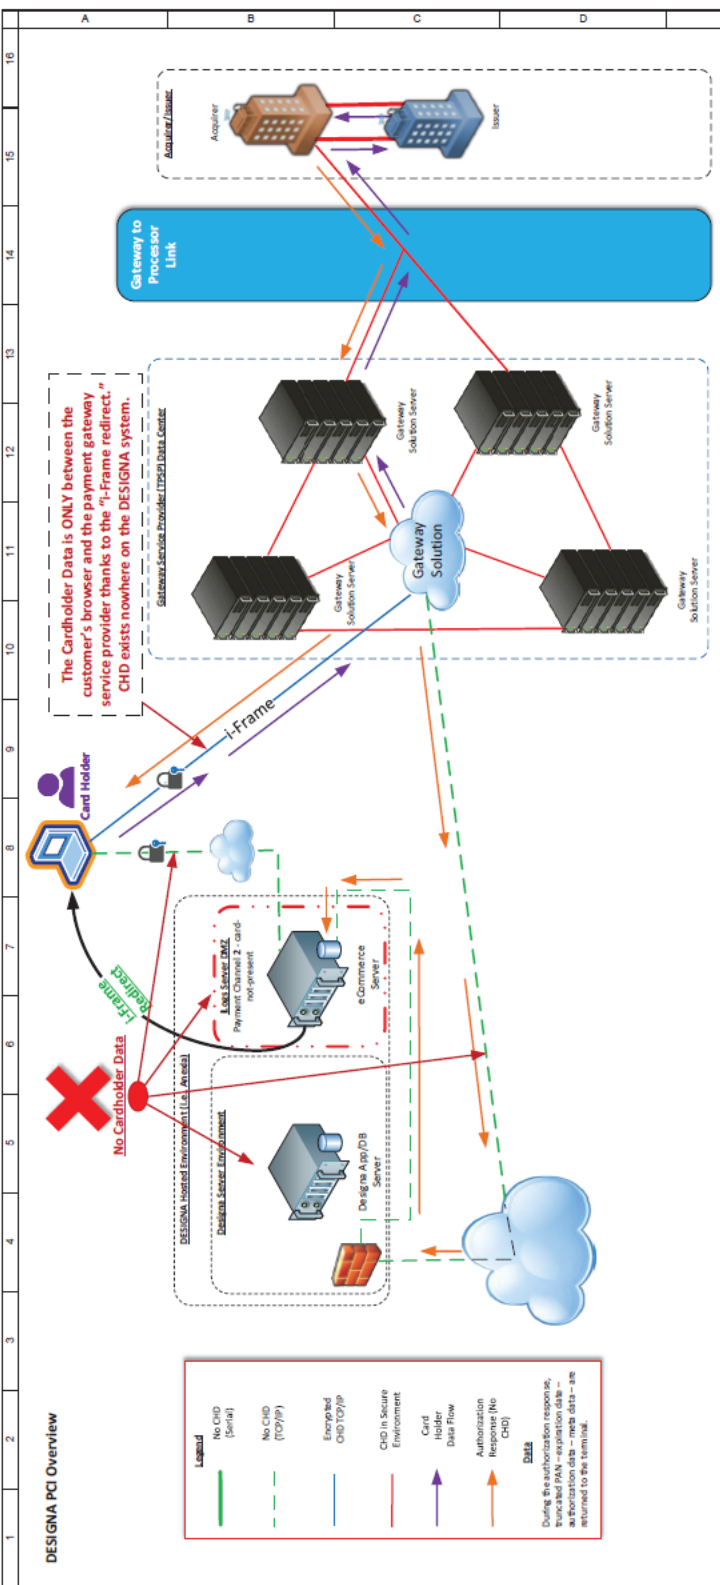 DESIGNA PCI Overview
A
B
C
D
1
2
3
4
5
6
7
8
9
10
11
12
13
14
15
16
No Cardholder Data
i-Frame
Redirect
Card Holder
The Cardholder Data is ONLY between the
customer's browser and the payment gateway
service provider thanks to the "i-Frame redirect."
CHD exists nowhere on the DESIGNA system.
Gateway to
Processor
Link
Acquirer/Issuer
Acquirer
Issuer
DESIGNA Hosted Environment (i.e. Anexia)
Designa Server Environment
Designa App/DB
Server
Logs Server DMZ
Payment Channel 2 - card-
not-present
eCommerce
Server
i-Frame
Gateway Service Provider (TPSP) Data Center
Gateway
Solution Server
Gateway
Solution Server
Gateway
Solution
Gateway
Solution Server
Gateway
Solution Server
Legend
No CHD
(Serial)
No CHD
(TCP/IP)
Encrypted
CHD TCP/IP
CHD in Secure
Environment
Card
Holder
Data Flow
Authorization
Response (No
CHD)
Data
During the authorization response,
truncated PAN – expiration date –
authorization data – meta data – are
returned to the terminal.